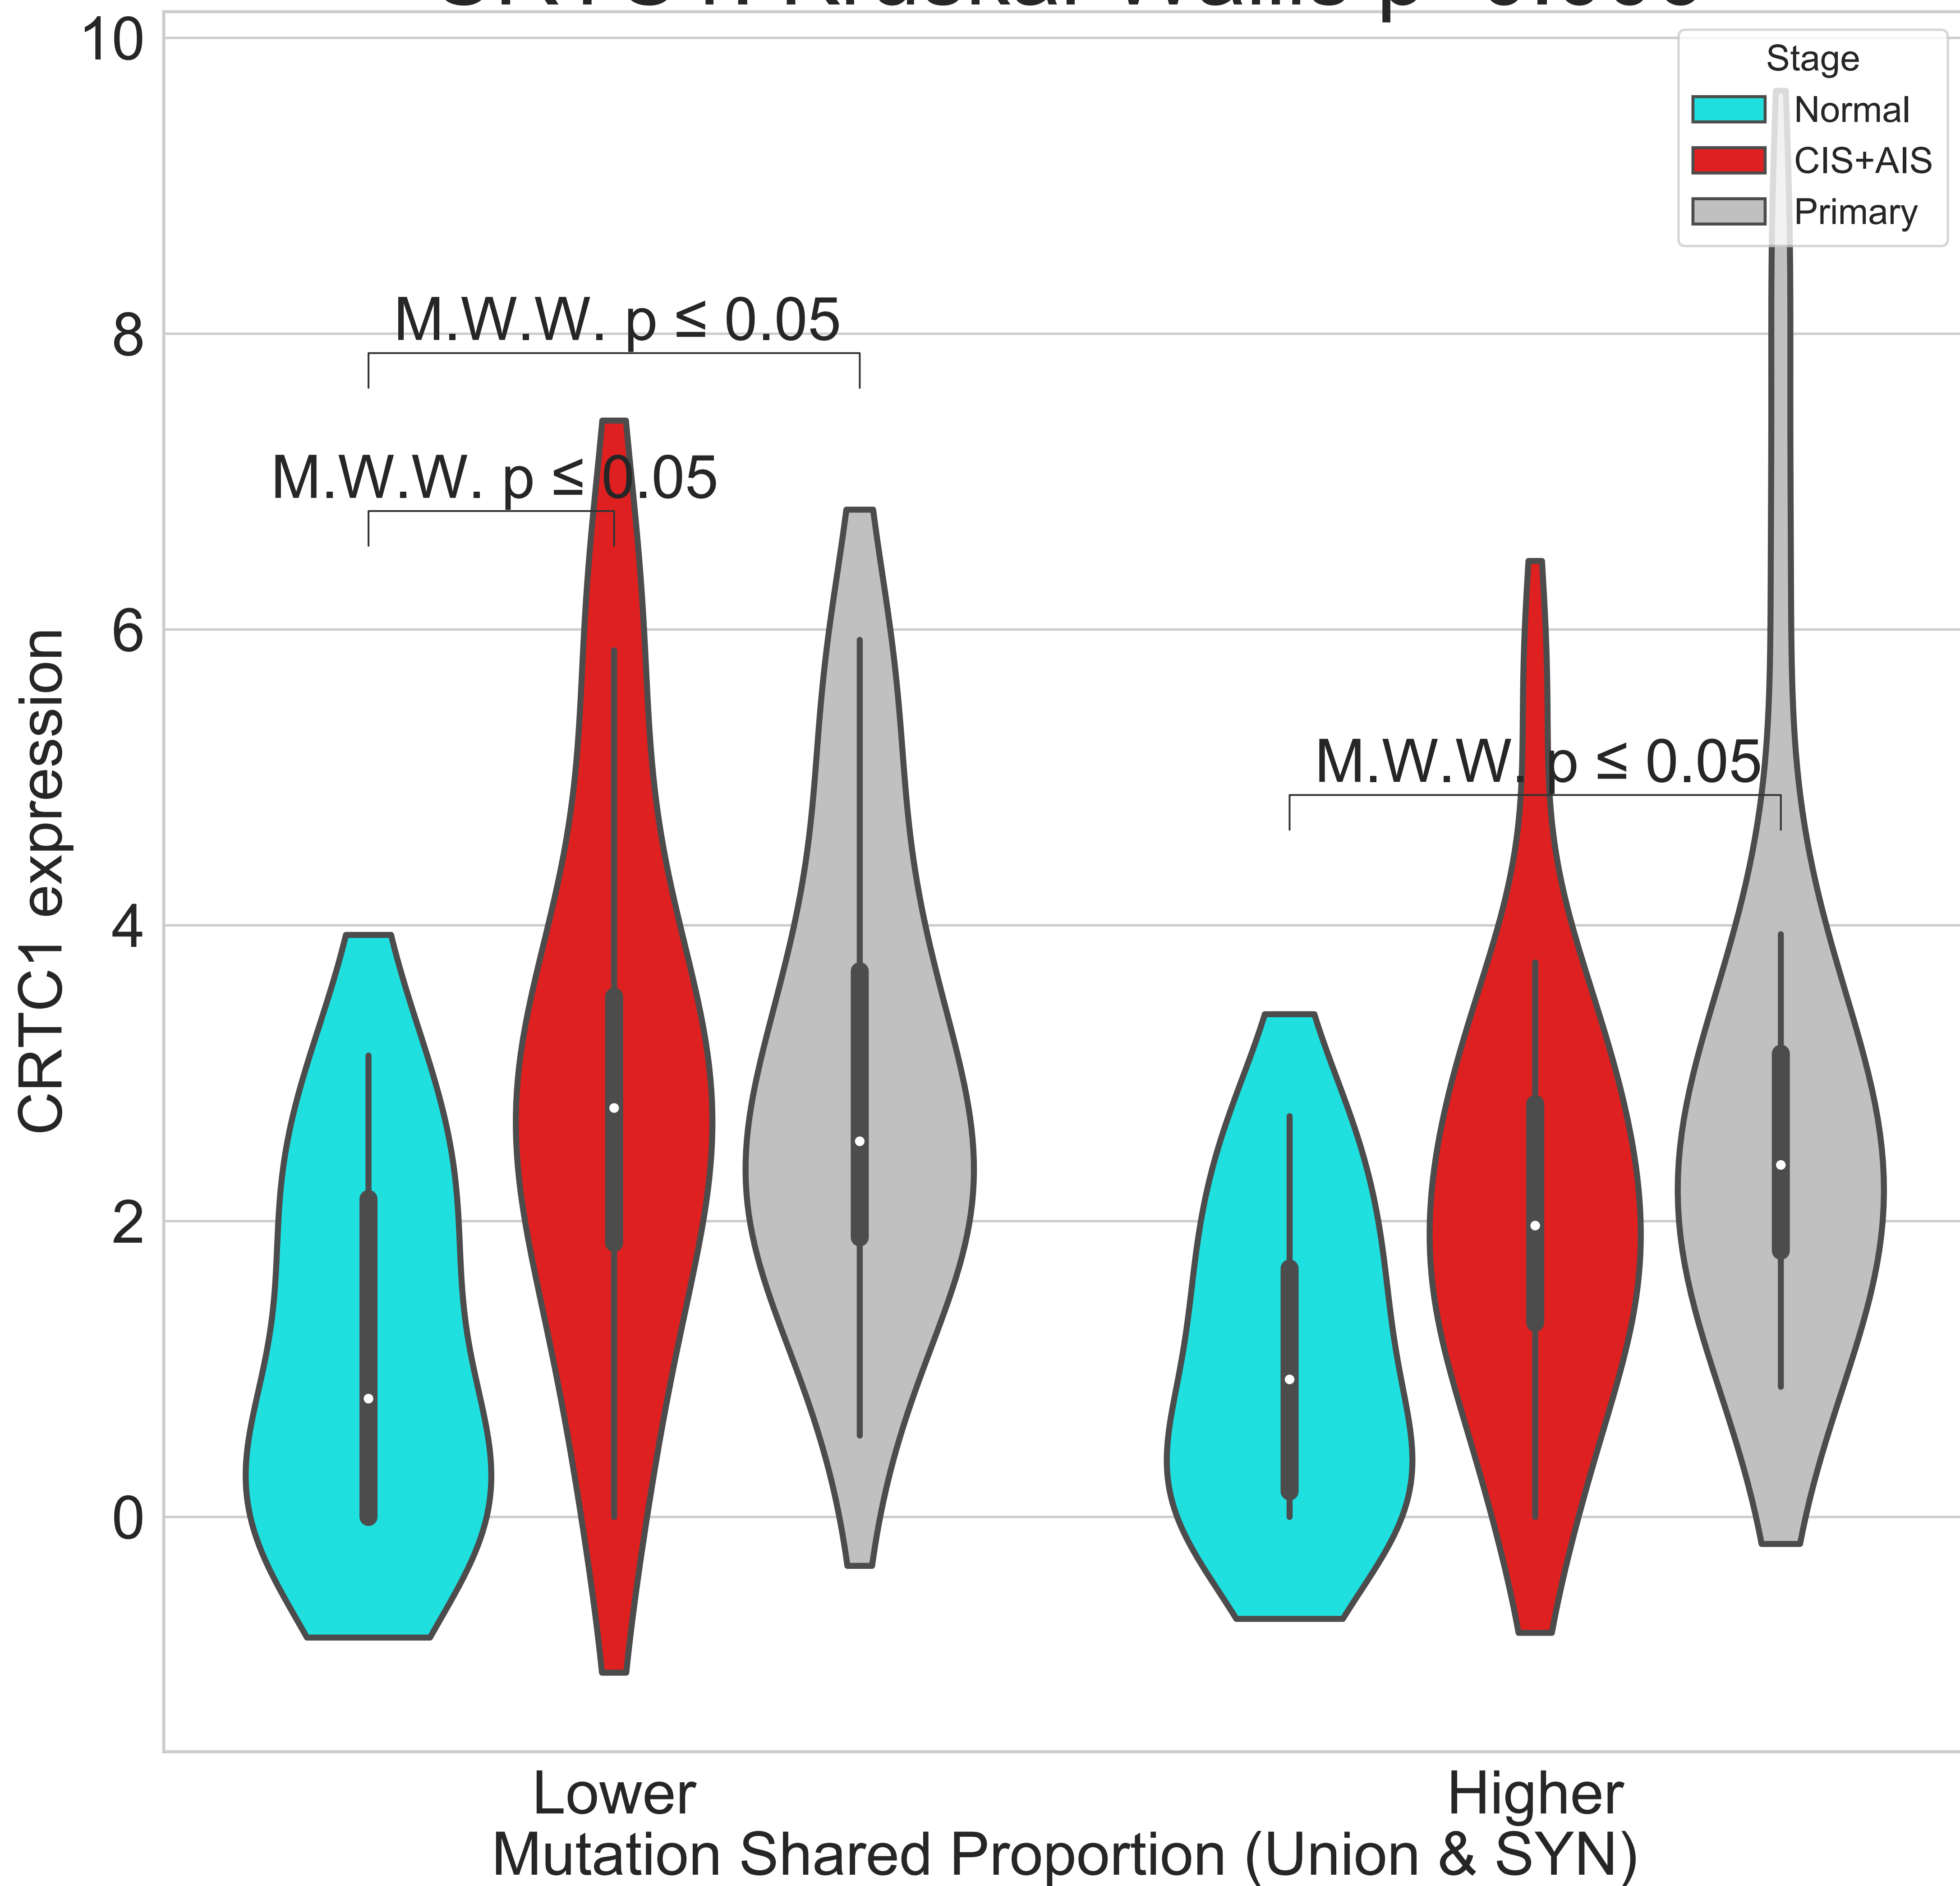 10
8
6
4
2
0
CRTC1 expression
Stage
Normal
CIS+AIS
Primary
M.W.W. p ≤ 0.05
M.W.W. p ≤ 0.05
M.W.W. p ≤ 0.05
Lower
Higher
Mutation Shared Proportion (Union & SYN)